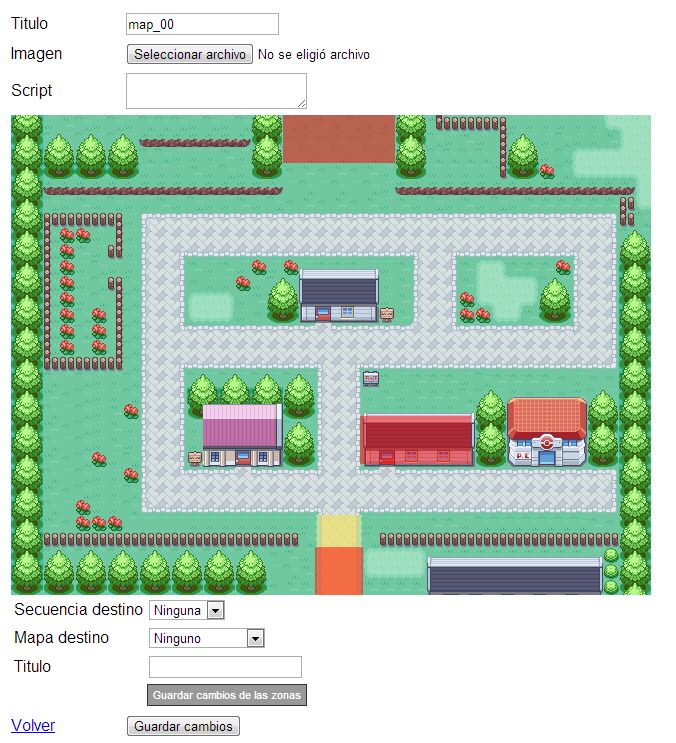 Titulo map_00
Imagen Seleccionar archivo No se eligió archivo
Script
P.C
Secuencia destino Ninguna
Mapa destino Ninguno
Titulo
Guardar cambios de las zonas
Volver Guardar cambios